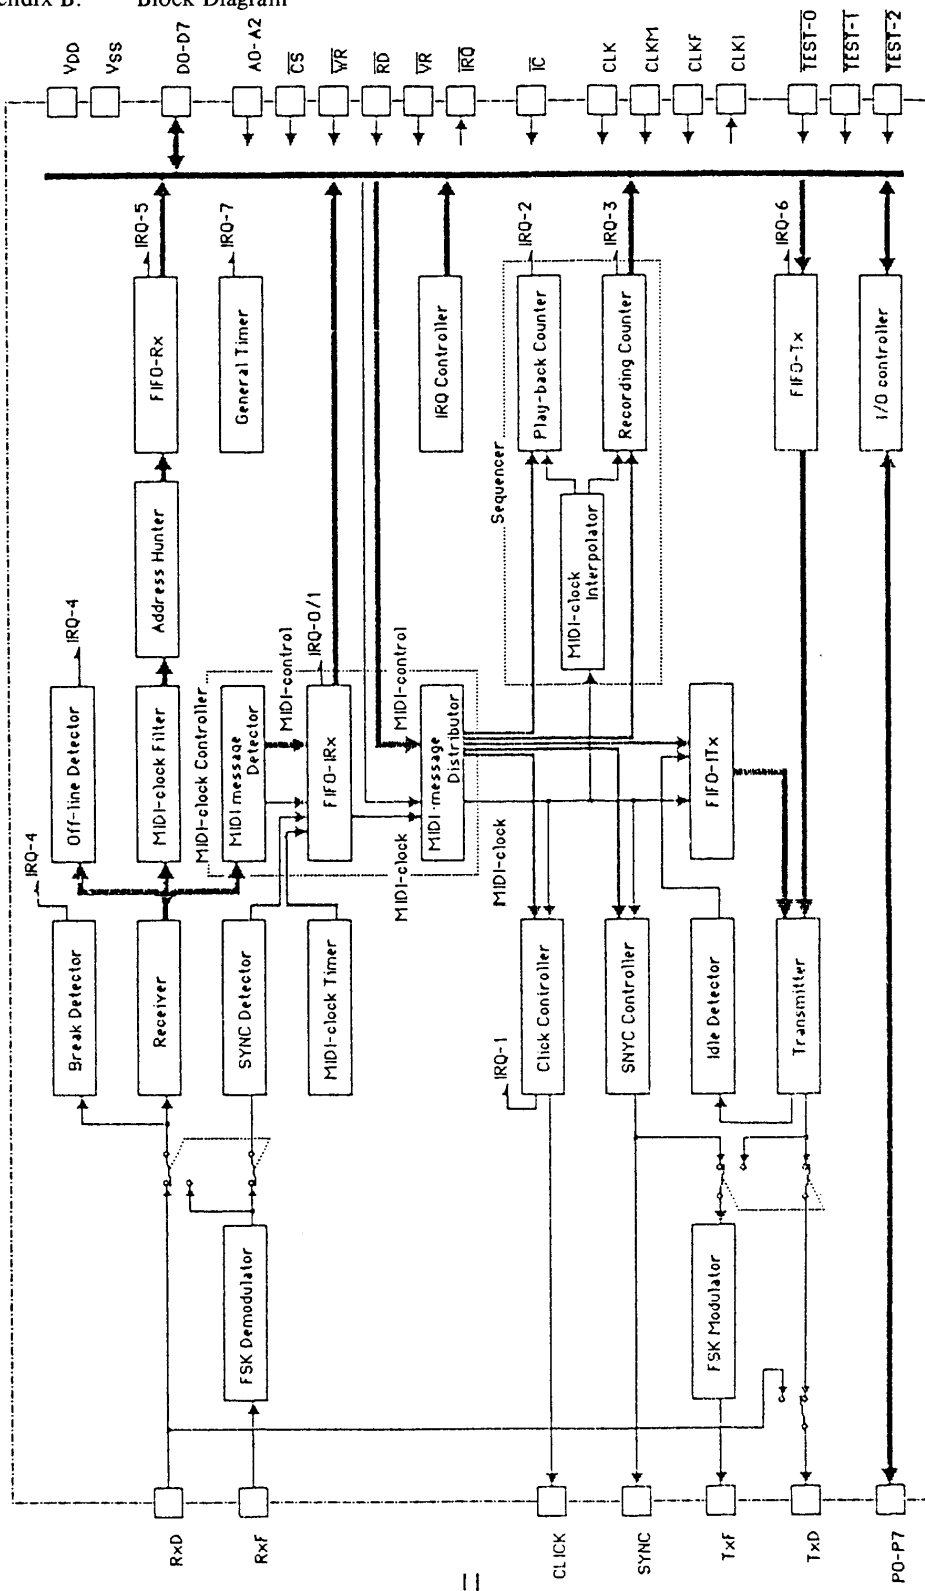 endix B: Block Diagram
VDD
VSS
D0-D7
A0-A2
CS
WR
RD
VR
IRQ
IC
CLK
CLKM
CLKF
CLKI
TEST-0
TEST-1
TEST-2
IRQ-5
IRQ-7
IRQ-2
IRQ-3
IRQ-6
FIFO-Rx
General Timer
IRQ Controller
Play-back Counter
Recording Counter
FIFO-Tx
I/O controller
Sequencer
Address Hunter
MIDI-clock
Interpolator
IRQ-4
IRQ-0/1
MIDI-control
MIDI-control
Off-line Detector
MIDI-clock Filter
MIDI-clock Controller
MIDI message
Detector
FIFO-IRx
MIDI-message
Distributor
FIFO-ITx
IRQ-4
MIDI-clock
MIDI-clock
Break Detector
Receiver
SYNC Detector
MIDI-clock Timer
IRQ-1
Click Controller
SNYC Controller
Idle Detector
Transmitter
FSK Demodulator
FSK Modulator
RxD
RxF
CLICK
SYNC
TxF
TxD
P0-P7
11